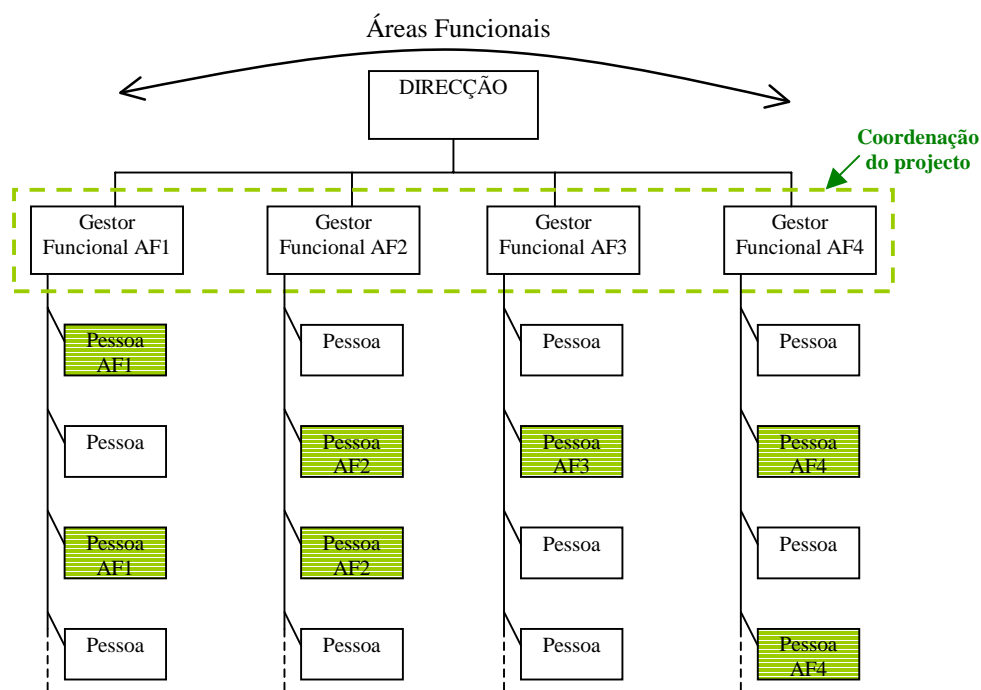 Áreas Funcionais
DIRECÇÃO
Coordenação
do projecto
Gestor
Funcional AF1
Gestor
Funcional AF2
Gestor
Funcional AF3
Gestor
Funcional AF4
Pessoa
AF1
Pessoa
Pessoa
Pessoa
Pessoa
Pessoa
AF2
Pessoa
AF3
Pessoa
AF4
Pessoa
AF1
Pessoa
AF2
Pessoa
Pessoa
Pessoa
Pessoa
Pessoa
Pessoa
AF4